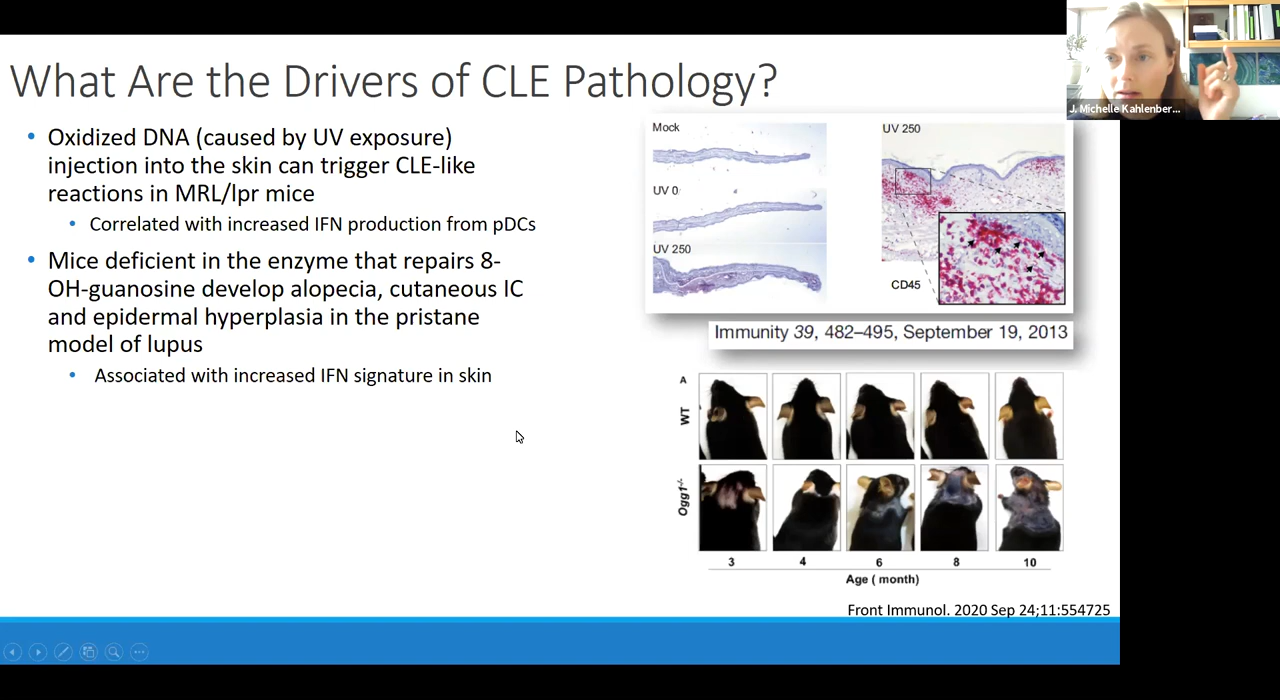 What Are the Drivers of CLE Pathology?
• Oxidized DNA (caused by UV exposure)
injection into the skin can trigger CLE-like
reactions in MRL/lpr mice
• Correlated with increased IFN production from pDCs
• Mice deficient in the enzyme that repairs 8-
OH-guanosine develop alopecia, cutaneous IC
and epidermal hyperplasia in the pristane
model of lupus
• Associated with increased IFN signature in skin
J. Michelle Kahlenber...
Mock
UV 0
UV 250
UV 250
CD45
Immunity 39, 482–495, September 19, 2013
A
WT
Ogg1-/-
3 4 6 8 10
Age ( month)
Front Immunol. 2020 Sep 24;11:554725